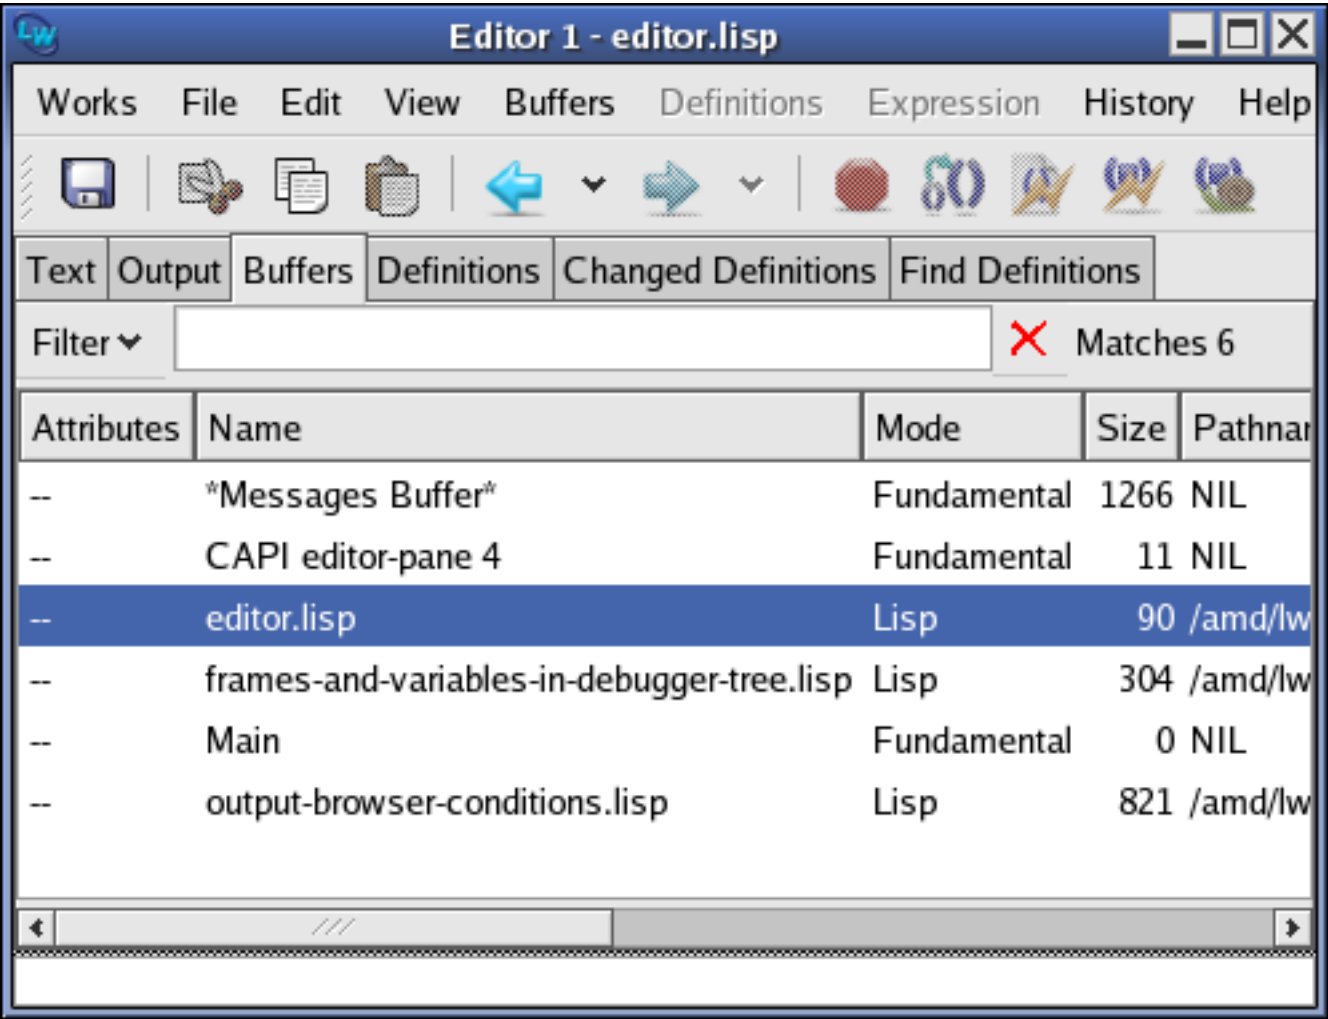 LW Editor 1 - editor.lisp
Works File Edit View Buffers Definitions Expression History Help
Text Output Buffers Definitions Changed Definitions Find Definitions
Filter Matches 6
Attributes Name Mode Size Pathnar
-- *Messages Buffer* Fundamental 1266 NIL
-- CAPI editor-pane 4 Fundamental 11 NIL
-- editor.lisp Lisp 90 /amd/lw
-- frames-and-variables-in-debugger-tree.lisp Lisp 304 /amd/lw
-- Main Fundamental 0 NIL
-- output-browser-conditions.lisp Lisp 821 /amd/lw